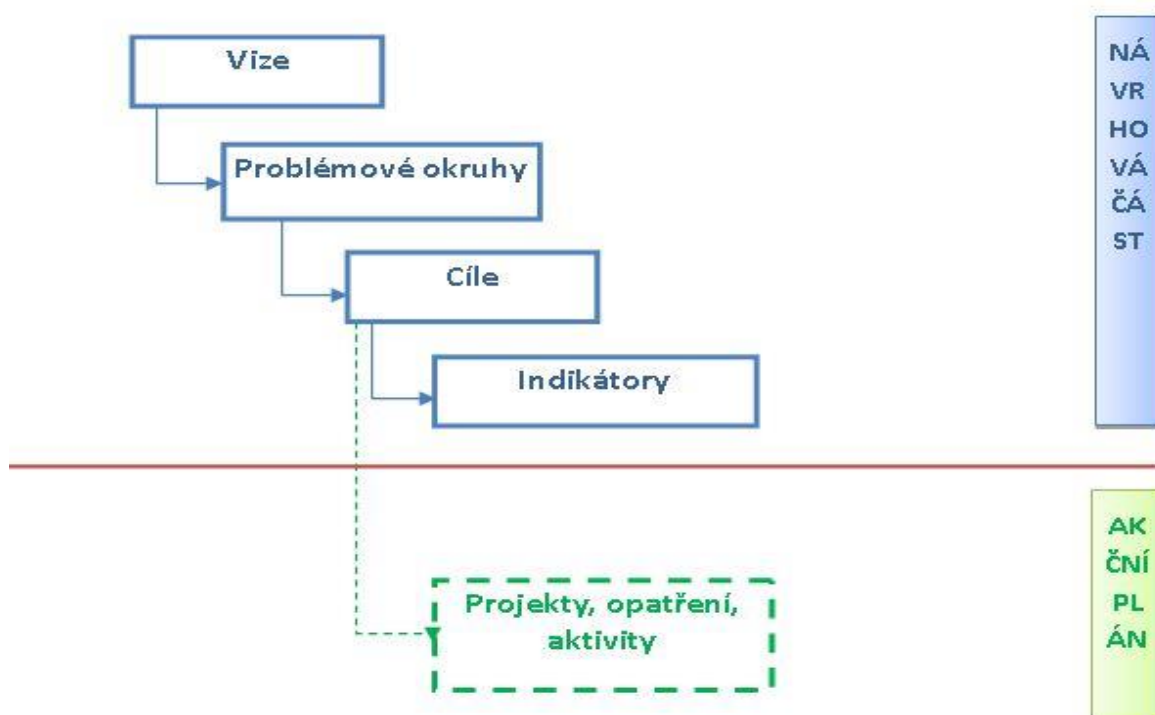 Vize
Problémové okruhy
Cíle
Indikátory
NÁ
VR
HO
VÁ
ČÁ
ST
Projekty, opatření,
aktivity
AK
ČNÍ
PL
ÁN